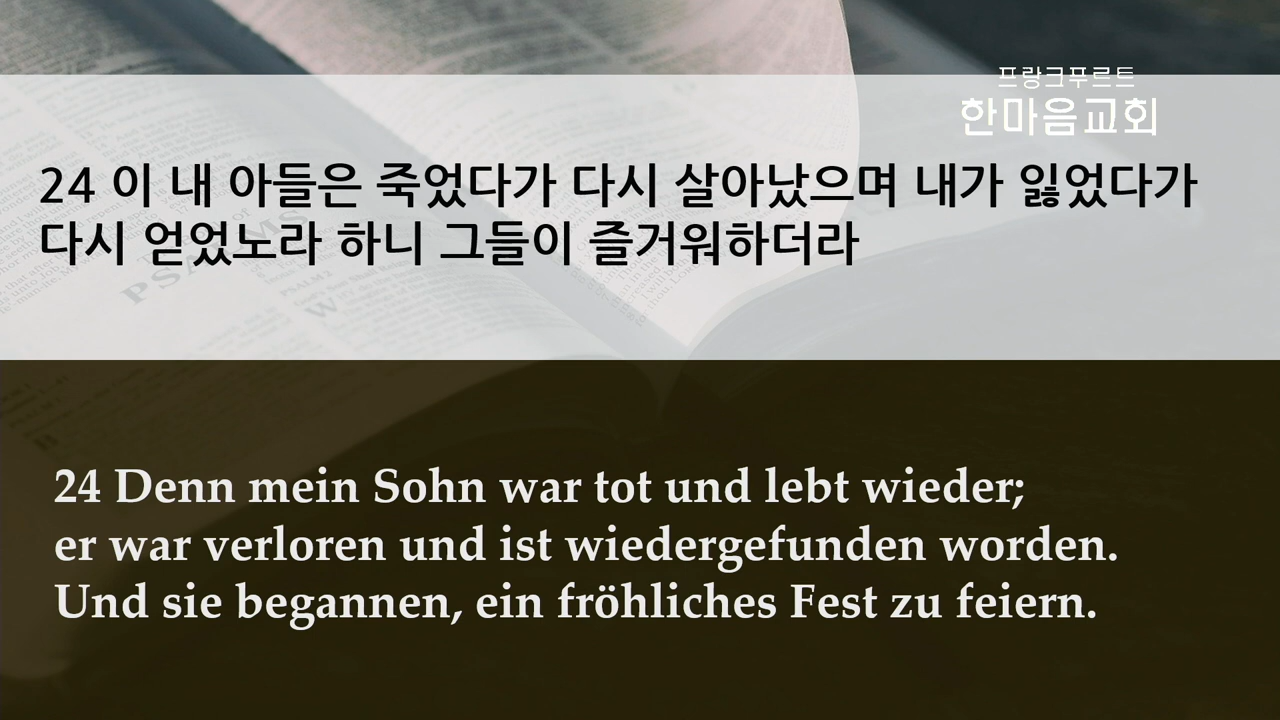 프랑크푸르트
한마음교회
24 이 내 아들은 죽었다가 다시 살아났으며 내가 잃었다가
다시 얻었노라 하니 그들이 즐거워하더라
PSALMS
24 Denn mein Sohn war tot und lebt wieder;
er war verloren und ist wiedergefunden worden.
Und sie begannen, ein fröhliches Fest zu feiern.